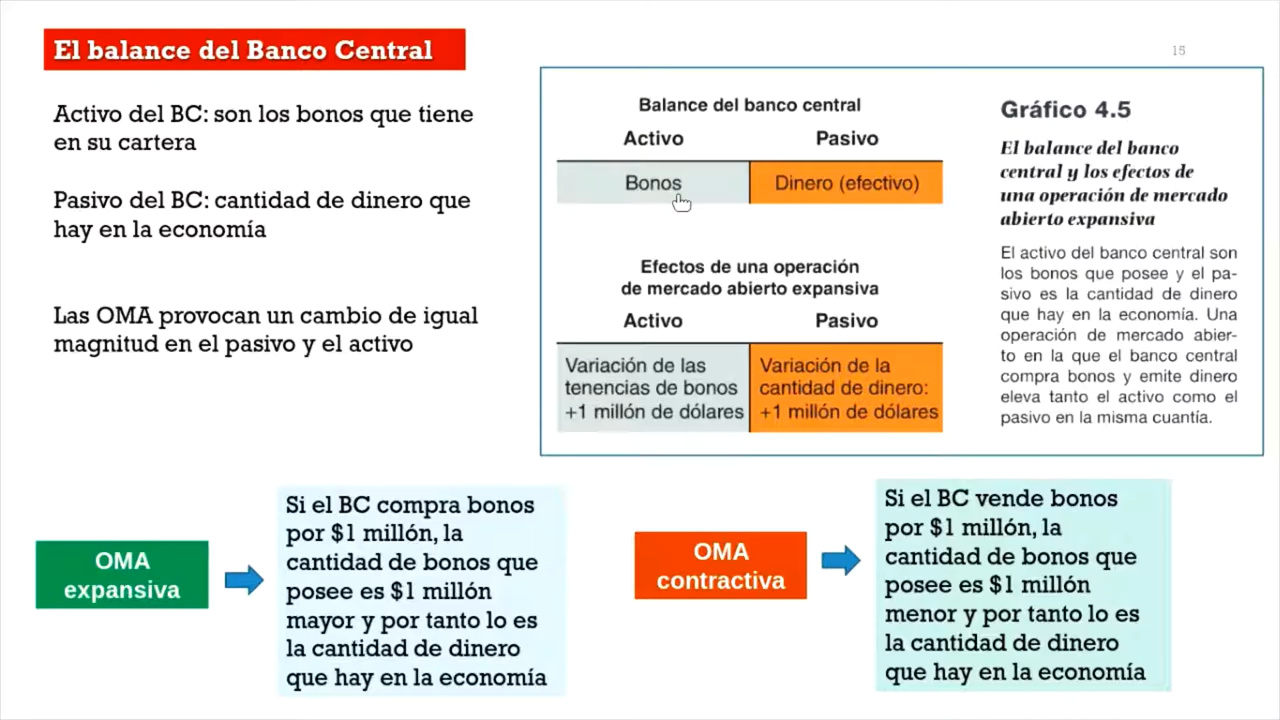 El balance del Banco Central
15
Activo del BC: son los bonos que tiene
en su cartera
Pasivo del BC: cantidad de dinero que
hay en la economía
Las OMA provocan un cambio de igual
magnitud en el pasivo y el activo
Balance del banco central
Activo Pasivo
Bonos Dinero (efectivo)
Efectos de una operación
de mercado abierto expansiva
Activo Pasivo
Variación de las
tenencias de bonos
+1 millón de dólares
Variación de la
cantidad de dinero:
+1 millón de dólares
Gráfico 4.5
El balance del banco
central y los efectos de
una operación de mercado
abierto expansiva
El activo del banco central son
los bonos que posee y el pa-
sivo es la cantidad de dinero
que hay en la economía. Una
operación de mercado abier-
to en la que el banco central
compra bonos y emite dinero
eleva tanto el activo como el
pasivo en la misma cuantía.
OMA
expansiva
Si el BC compra bonos
por $1 millón, la
cantidad de bonos que
posee es $1 millón
mayor y por tanto lo es
la cantidad de dinero
que hay en la economía
OMA
contractiva
Si el BC vende bonos
por $1 millón, la
cantidad de bonos que
posee es $1 millón
menor y por tanto lo es
la cantidad de dinero
que hay en la economía